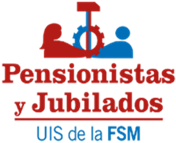 Pensionistas
y Jubilados
UIS de la FSM